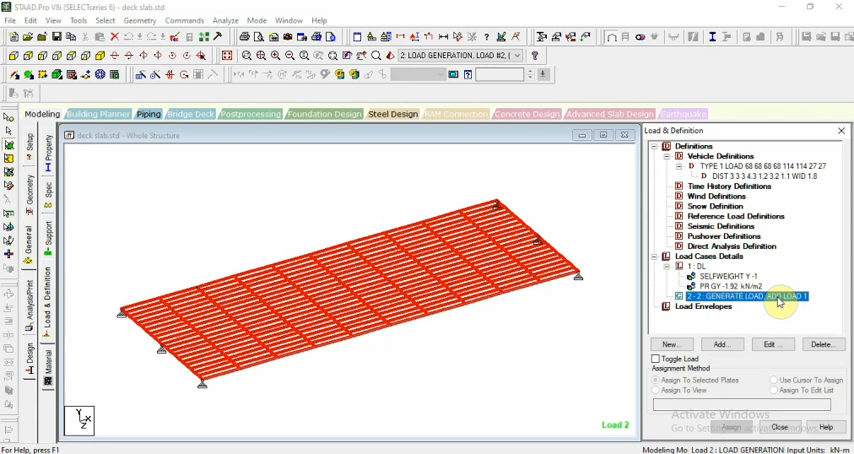 STAAD.Pro V8i (SELECTseries 6) - deck slab.std
File Edit View Tools Select Geometry Commands Analyze Mode Window Help
2: LOAD GENERATION, LOAD #2, (
Modeling Building Planner Piping Bridge Deck Postprocessing Foundation Design Steel Design RAM Connection Concrete Design Advanced Slab Design Earthquake
deck slab.std - Whole Structure
Setup
Geometry
General
Analysis/Print
Design
Property
Spec
Support
Load & Definition
Material
Y
X
Z
Load 2
Load & Definition
Definitions
Vehicle Definitions
TYPE 1 LOAD 68 68 68 68 114 114 27 27
DIST 3 3 3 4.3 1.2 3.2 1.1 WID 1.8
Time History Definitions
Wind Definitions
Snow Definition
Reference Load Definitions
Seismic Definitions
Pushover Definitions
Direct Analysis Definition
Load Cases Details
1 : DL
SELFWEIGHT Y -1
PR GY -1.92 kN/m2
2 - 2 : GENERATE LOAD, ADD LOAD 1
Load Envelopes
New... Add... Edit ... Delete...
Toggle Load
Assignment Method
Assign To Selected Plates Use Cursor To Assign
Assign To View Assign To Edit List
Activate Windows
Assign Close Help
For Help, press F1
Modeling Mo Load 2 : LOAD GENERATION Input Units: kN-m